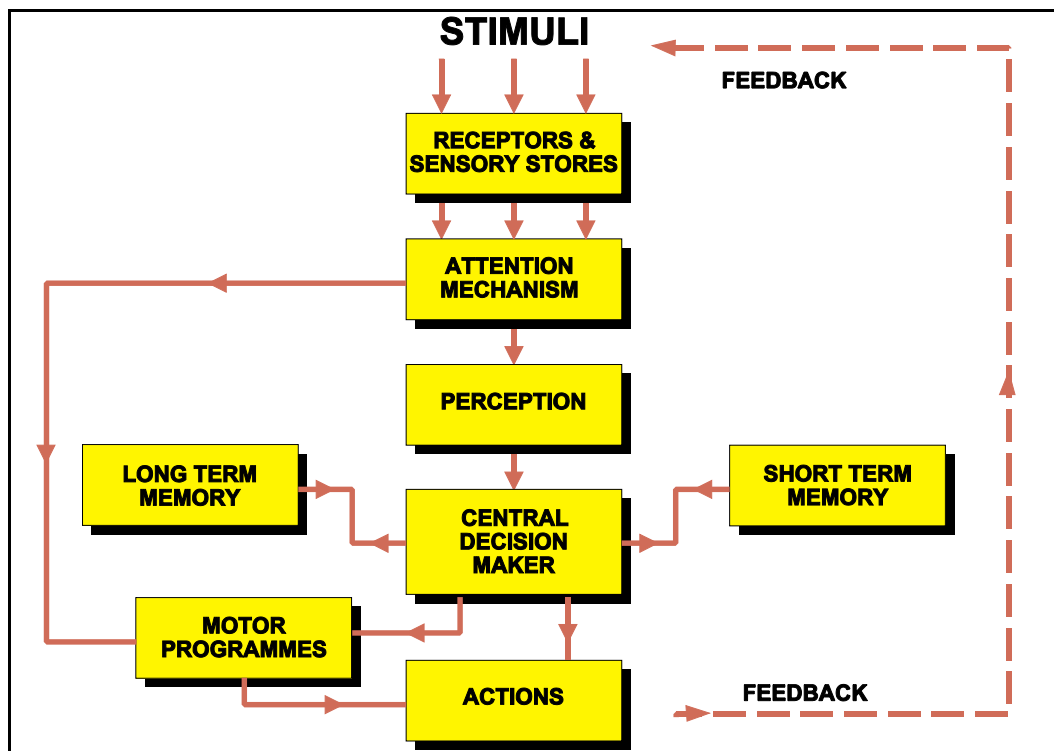 STIMULI
FEEDBACK
RECEPTORS &
SENSORY STORES
ATTENTION
MECHANISM
PERCEPTION
LONG TERM
MEMORY
SHORT TERM
MEMORY
CENTRAL
DECISION
MAKER
MOTOR
PROGRAMMES
ACTIONS
FEEDBACK